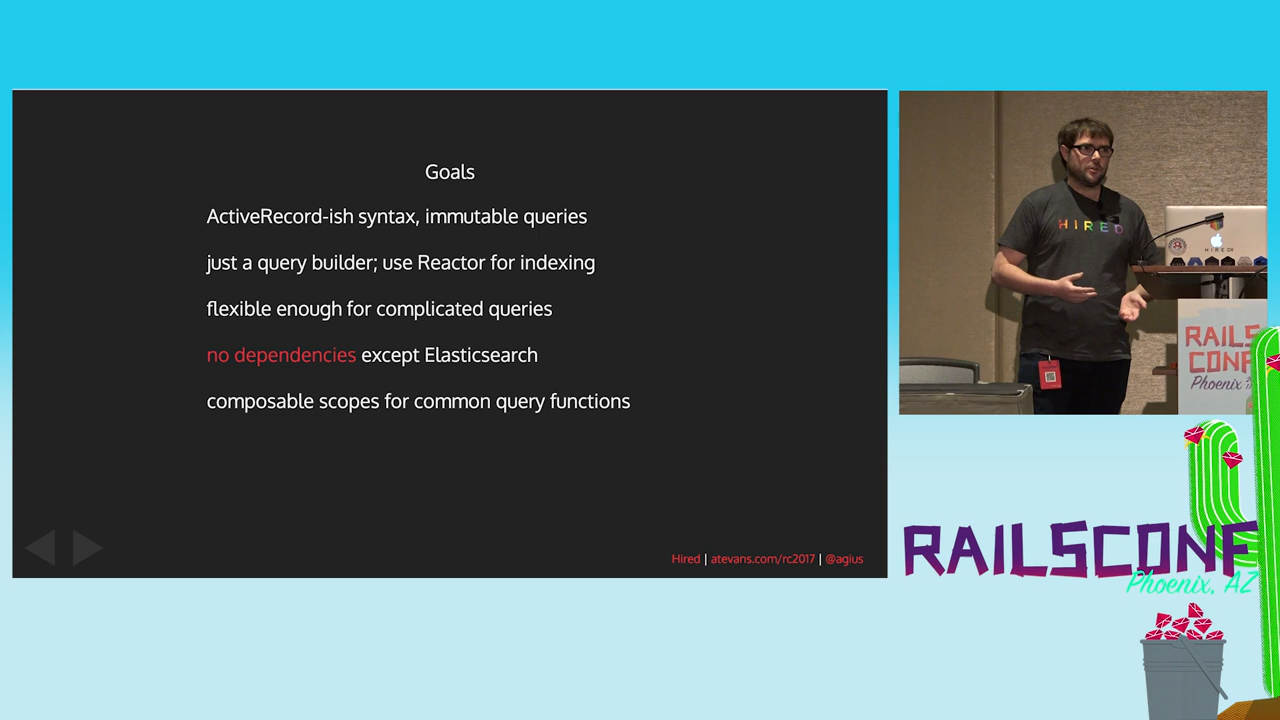 Goals
ActiveRecord-ish syntax, immutable queries
just a query builder; use Reactor for indexing
flexible enough for complicated queries
no dependencies except Elasticsearch
composable scopes for common query functions
Hired | atevans.com/rc2017 | @agius
HIRED
HIRED
RAILS
CONF
Phoenix
RAILSCONF
Phoenix, AZ